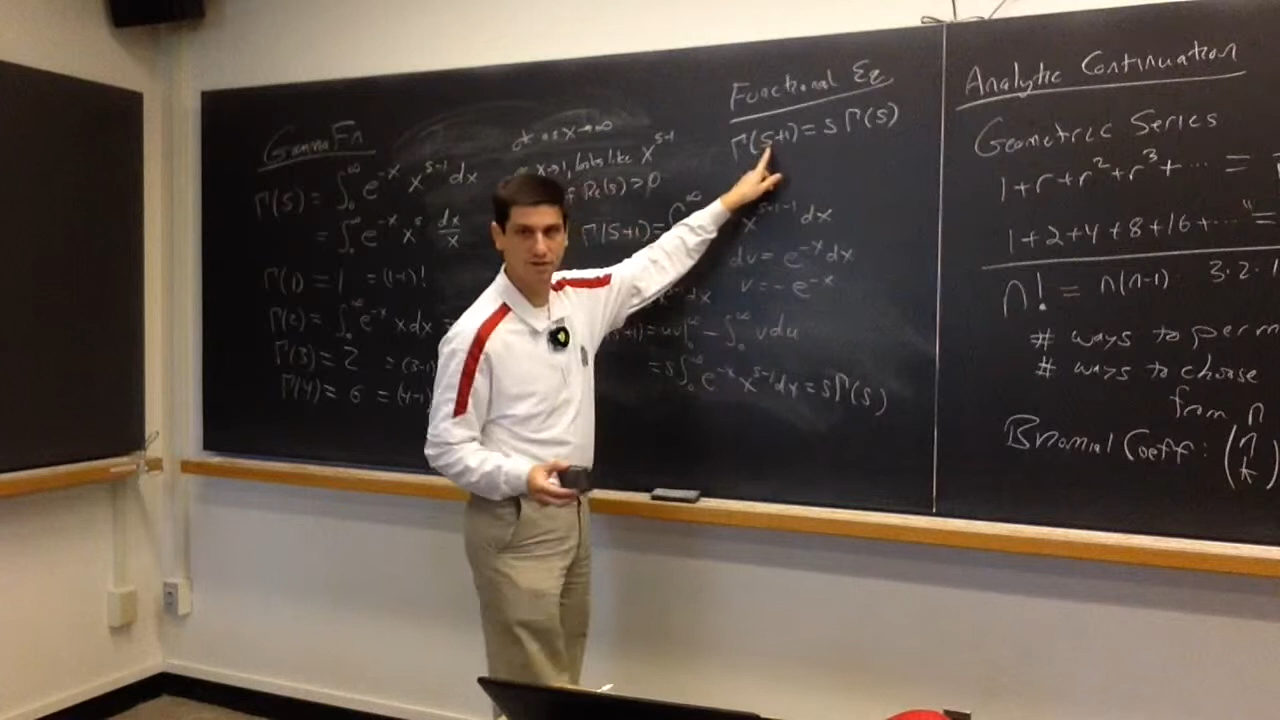 Gamma Fn
Γ(s) = ∫₀^∞ e^{-x} x^{s-1} dx
= ∫₀^∞ e^{-x} x^s dx/x
Γ(1) = 1 = (1-1)!
Γ(2) = ∫₀^∞ e^{-x} x dx =
Γ(3) = 2 = (3-1)
Γ(4) = 6 = (4-1)
ok as x→∞
x→1, looks like x^{s-1}
if Re(s) > 0
Functional Eq
Γ(s+1) = s Γ(s)
Γ(s+1) = ∫₀^∞
x^{s+1-1} dx
dv = e^{-x} dx
v = -e^{-x}
dx
= uv|₀^∞ - ∫₀^∞ v du
= s ∫₀^∞ e^{-x} x^{s-1} dx = s Γ(s)
Analytic Continuation
Geometric Series
1 + r + r² + r³ + ... =
1 + 2 + 4 + 8 + 16 + ... " =
n! = n(n-1) 3·2·1
# ways to perm
# ways to choose
from n
Binomial Coeff: (n k)